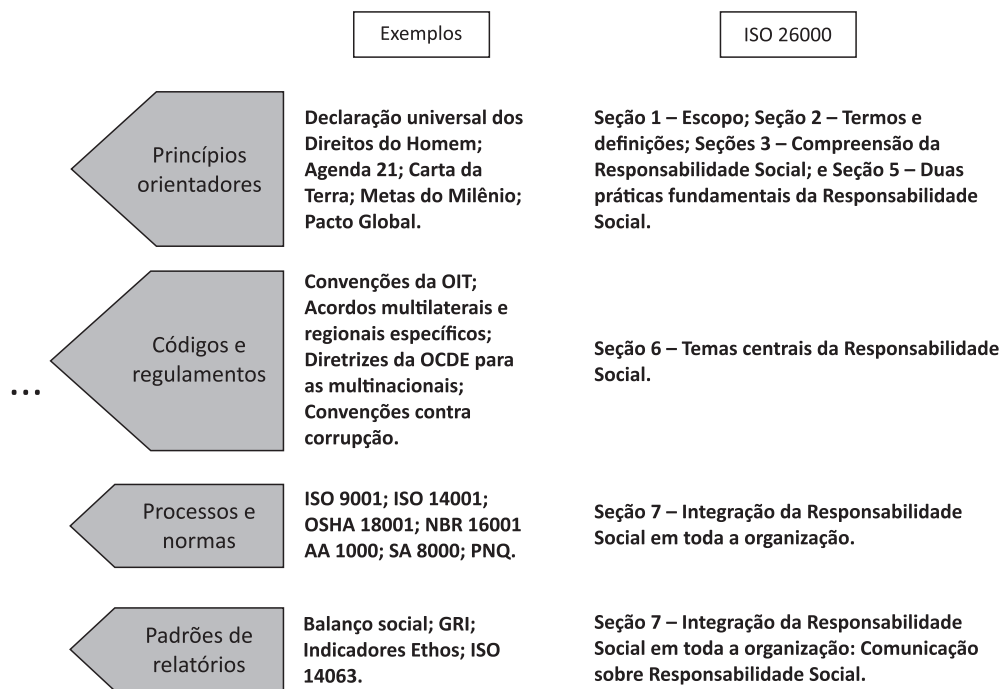 Exemplos
ISO 26000
Princípios
orientadores
Declaração universal dos
Direitos do Homem;
Agenda 21; Carta da
Terra; Metas do Milênio;
Pacto Global.
Seção 1 – Escopo; Seção 2 – Termos e
definições; Seções 3 – Compreensão da
Responsabilidade Social; e Seção 5 – Duas
práticas fundamentais da Responsabilidade
Social.
...
Códigos e
regulamentos
Convenções da OIT;
Acordos multilaterais e
regionais específicos;
Diretrizes da OCDE para
as multinacionais;
Convenções contra
corrupção.
Seção 6 – Temas centrais da Responsabilidade
Social.
Processos e
normas
ISO 9001; ISO 14001;
OSHA 18001; NBR 16001
AA 1000; SA 8000; PNQ.
Seção 7 – Integração da Responsabilidade
Social em toda a organização.
Padrões de
relatórios
Balanço social; GRI;
Indicadores Ethos; ISO
14063.
Seção 7 – Integração da Responsabilidade
Social em toda a organização: Comunicação
sobre Responsabilidade Social.